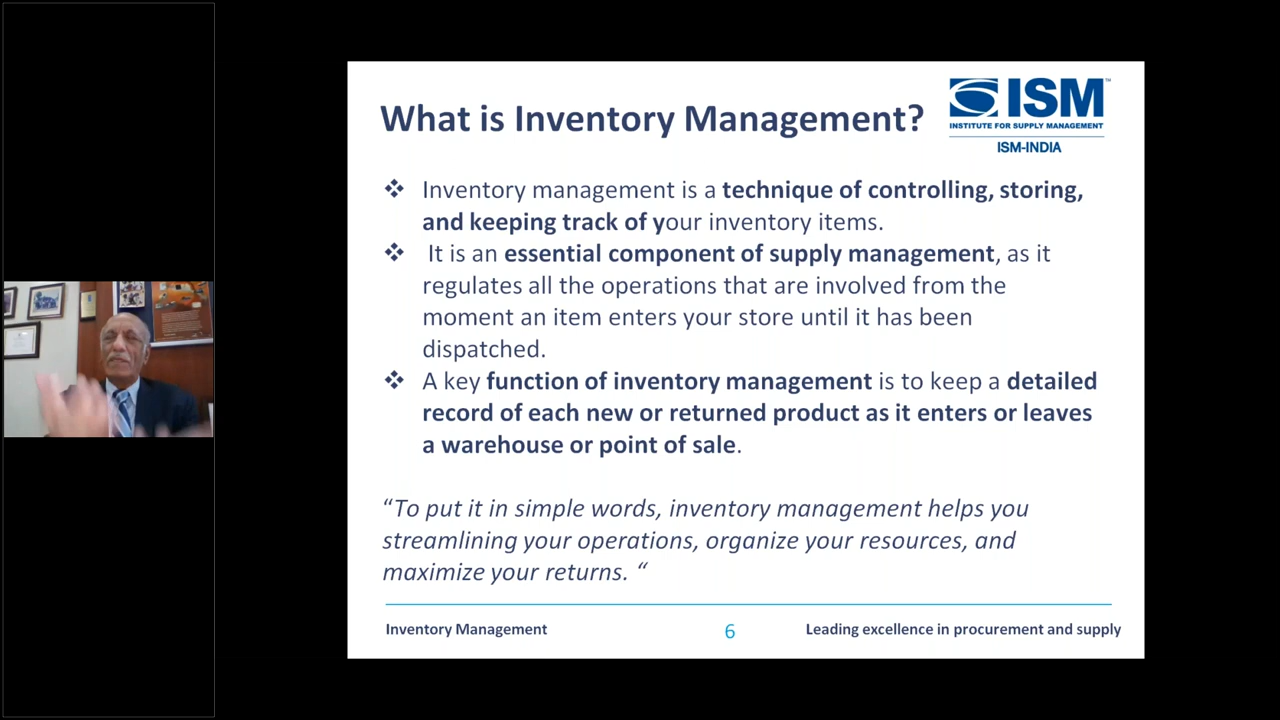 What is Inventory Management?
ISM™
INSTITUTE FOR SUPPLY MANAGEMENT
ISM-INDIA
❖ Inventory management is a technique of controlling, storing,
and keeping track of your inventory items.
❖ It is an essential component of supply management, as it
regulates all the operations that are involved from the
moment an item enters your store until it has been
dispatched.
❖ A key function of inventory management is to keep a detailed
record of each new or returned product as it enters or leaves
a warehouse or point of sale.
“To put it in simple words, inventory management helps you
streamlining your operations, organize your resources, and
maximize your returns. “
Inventory Management
6
Leading excellence in procurement and supply